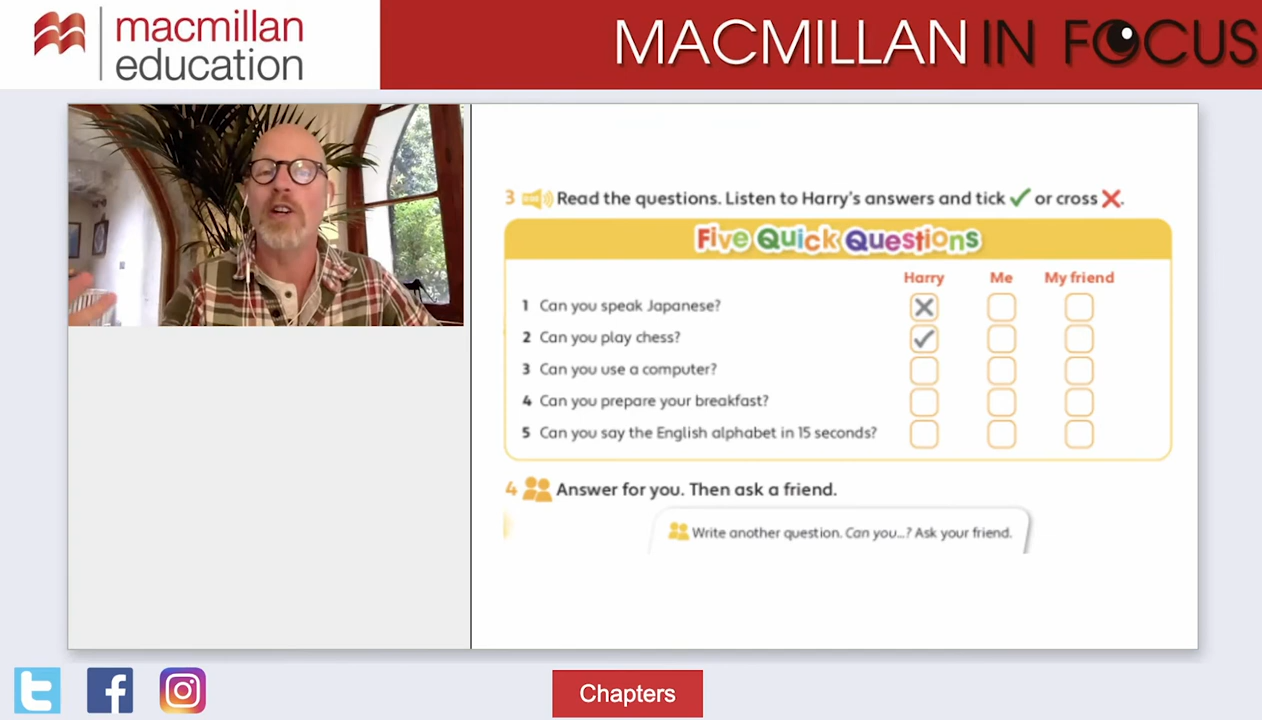 macmillan
education
MACMILLAN IN FOCUS
3 Read the questions. Listen to Harry's answers and tick ✓ or cross ✗.
Five Quick Questions
Harry Me My friend
1 Can you speak Japanese?
2 Can you play chess?
3 Can you use a computer?
4 Can you prepare your breakfast?
5 Can you say the English alphabet in 15 seconds?
4 Answer for you. Then ask a friend.
Write another question. Can you...? Ask your friend.
Chapters